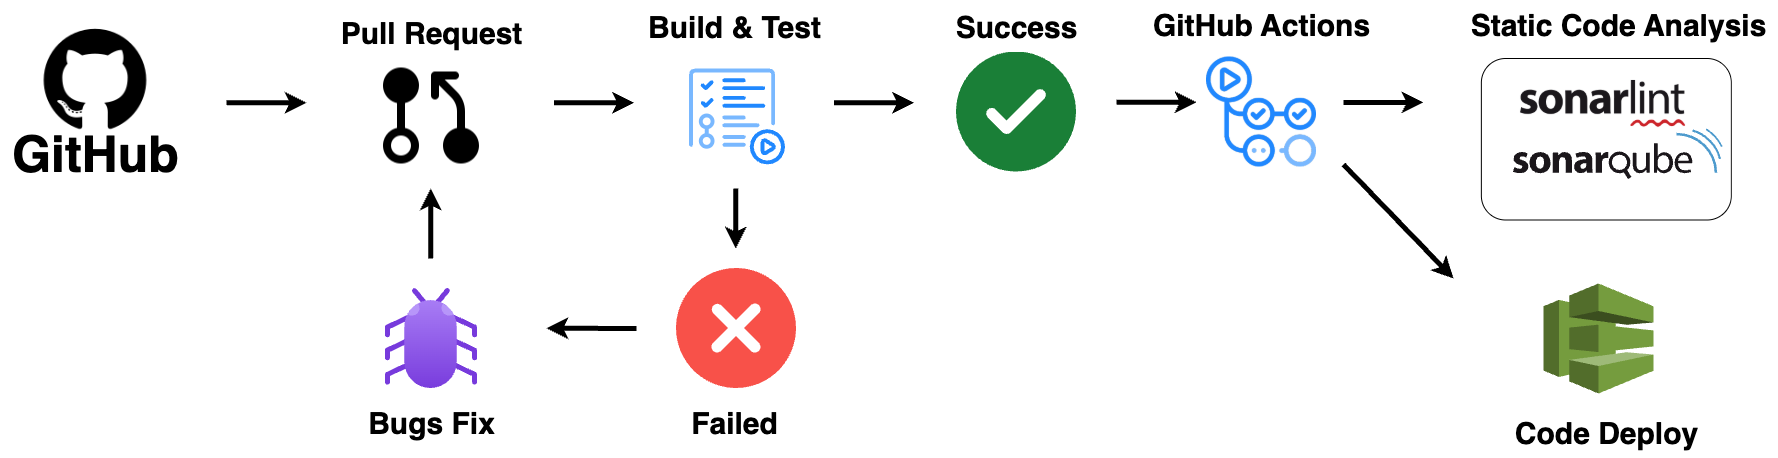 Pull Request
Build & Test
Success
GitHub Actions
Static Code Analysis
GitHub
sonarlint
sonarqube
Bugs Fix
Failed
Code Deploy